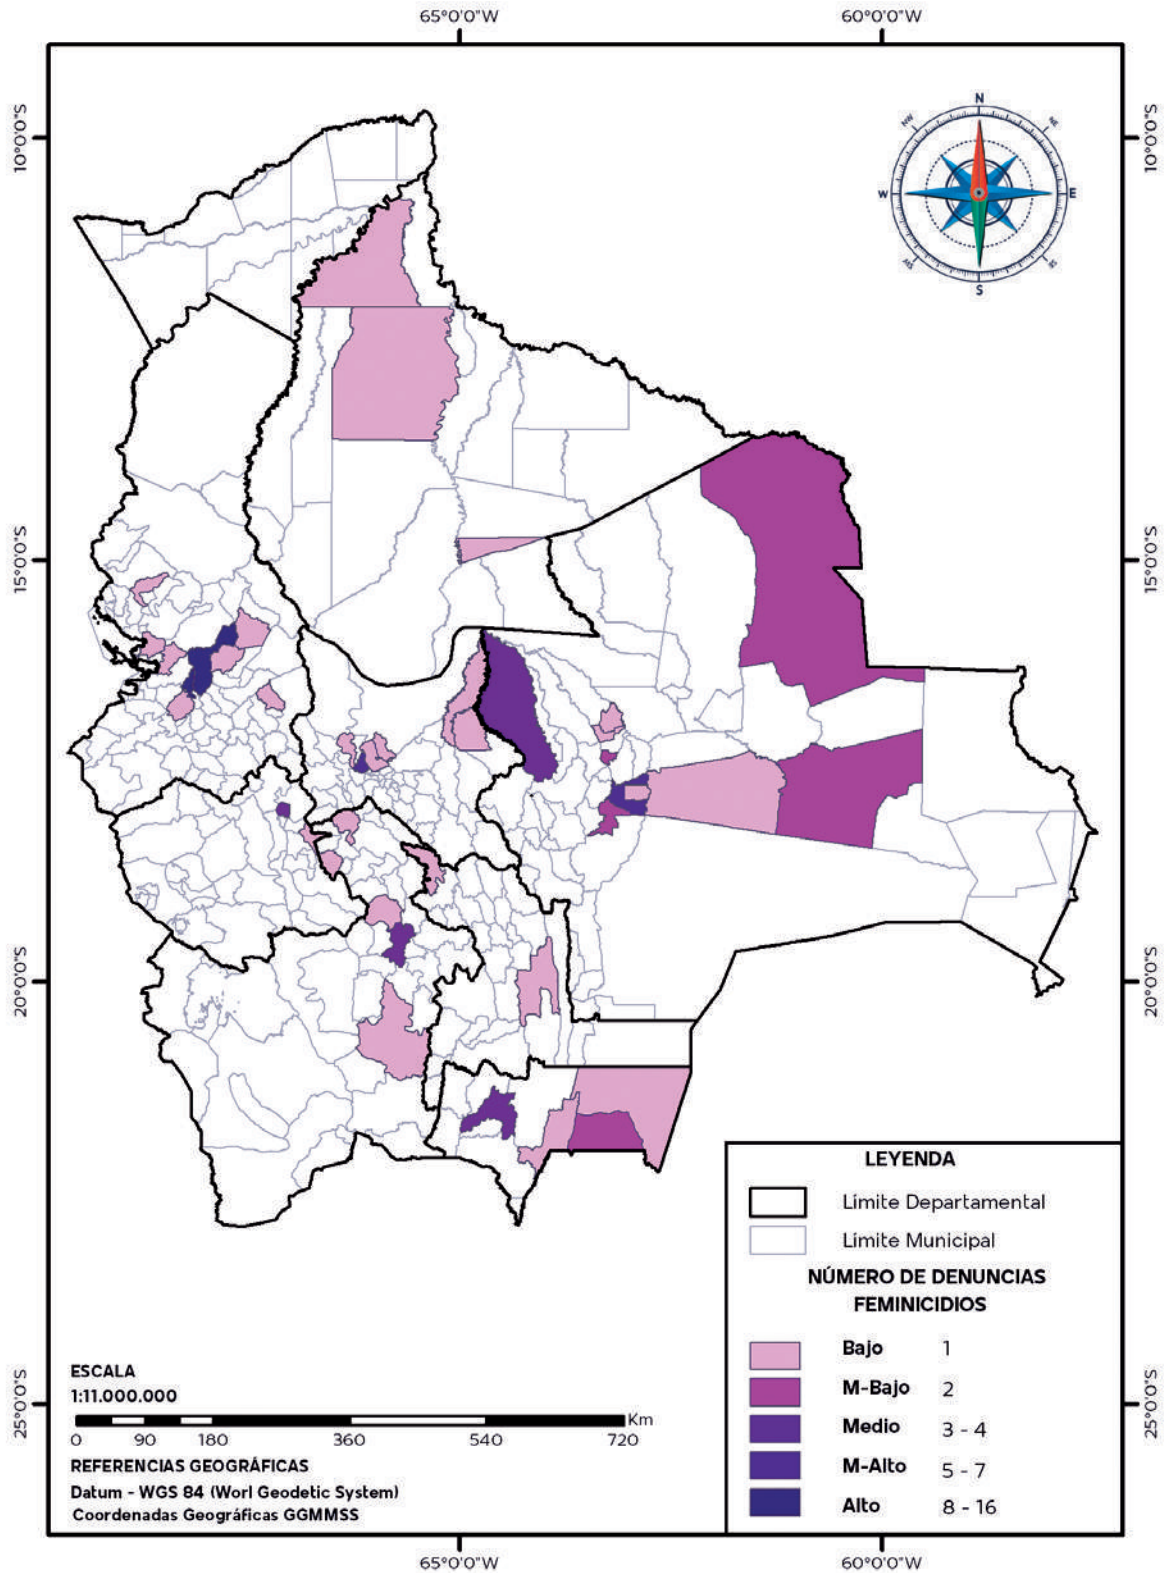 65°0'0"W 60°0'0"W
10°0'0"S 10°0'0"S
N
NW NE
W E
S
15°0'0"S 15°0'0"S
20°0'0"S 20°0'0"S
25°0'0"S 25°0'0"S
LEYENDA
Límite Departamental
Límite Municipal
NÚMERO DE DENUNCIAS
FEMINICIDIOS
Bajo 1
M-Bajo 2
Medio 3 - 4
M-Alto 5 - 7
Alto 8 - 16
ESCALA
1:11.000.000
Km
0 90 180 360 540 720
REFERENCIAS GEOGRÁFICAS
Datum - WGS 84 (Worl Geodetic System)
Coordenadas Geográficas GGMMSS
65°0'0"W 60°0'0"W